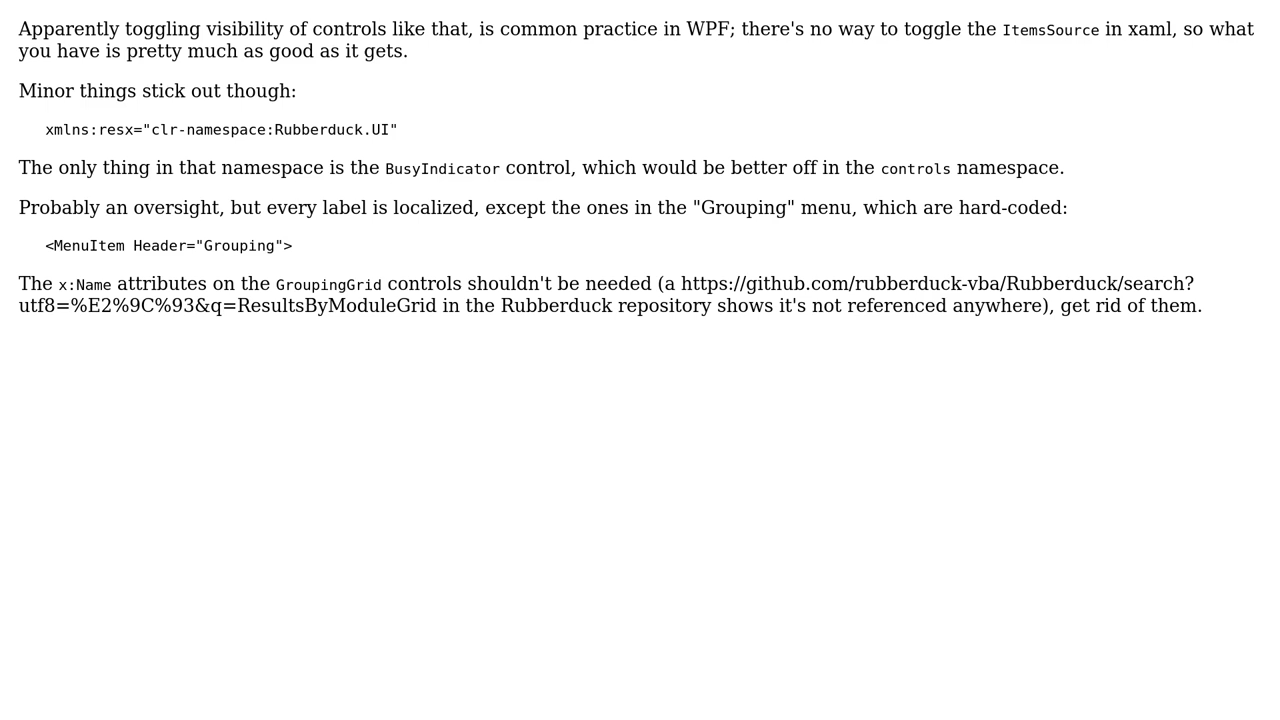 Apparently toggling visibility of controls like that, is common practice in WPF; there's no way to toggle the ItemsSource in xaml, so what
you have is pretty much as good as it gets.
Minor things stick out though:
xmlns:resx="clr-namespace:Rubberduck.UI"
The only thing in that namespace is the BusyIndicator control, which would be better off in the controls namespace.
Probably an oversight, but every label is localized, except the ones in the "Grouping" menu, which are hard-coded:
<MenuItem Header="Grouping">
The x:Name attributes on the GroupingGrid controls shouldn't be needed (a https://github.com/rubberduck-vba/Rubberduck/search?
utf8=%E2%9C%93&q=ResultsByModuleGrid in the Rubberduck repository shows it's not referenced anywhere), get rid of them.